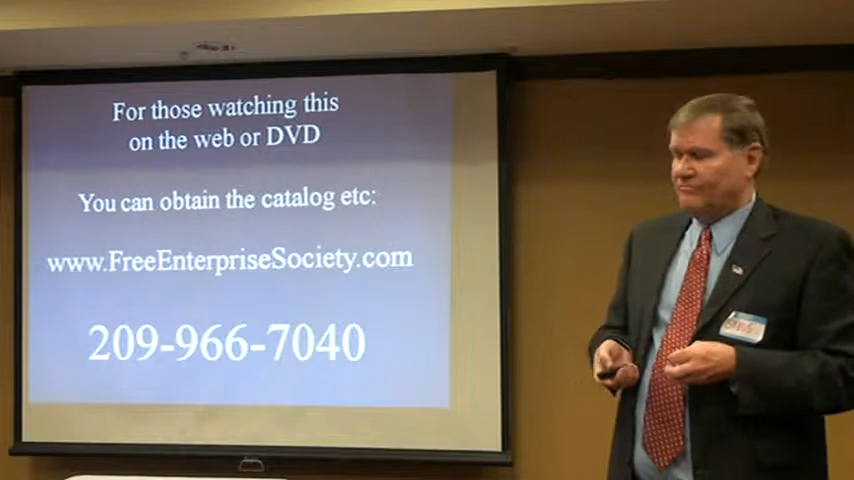 For those watching this
on the web or DVD
You can obtain the catalog etc:
www.FreeEnterpriseSociety.com
209-966-7040